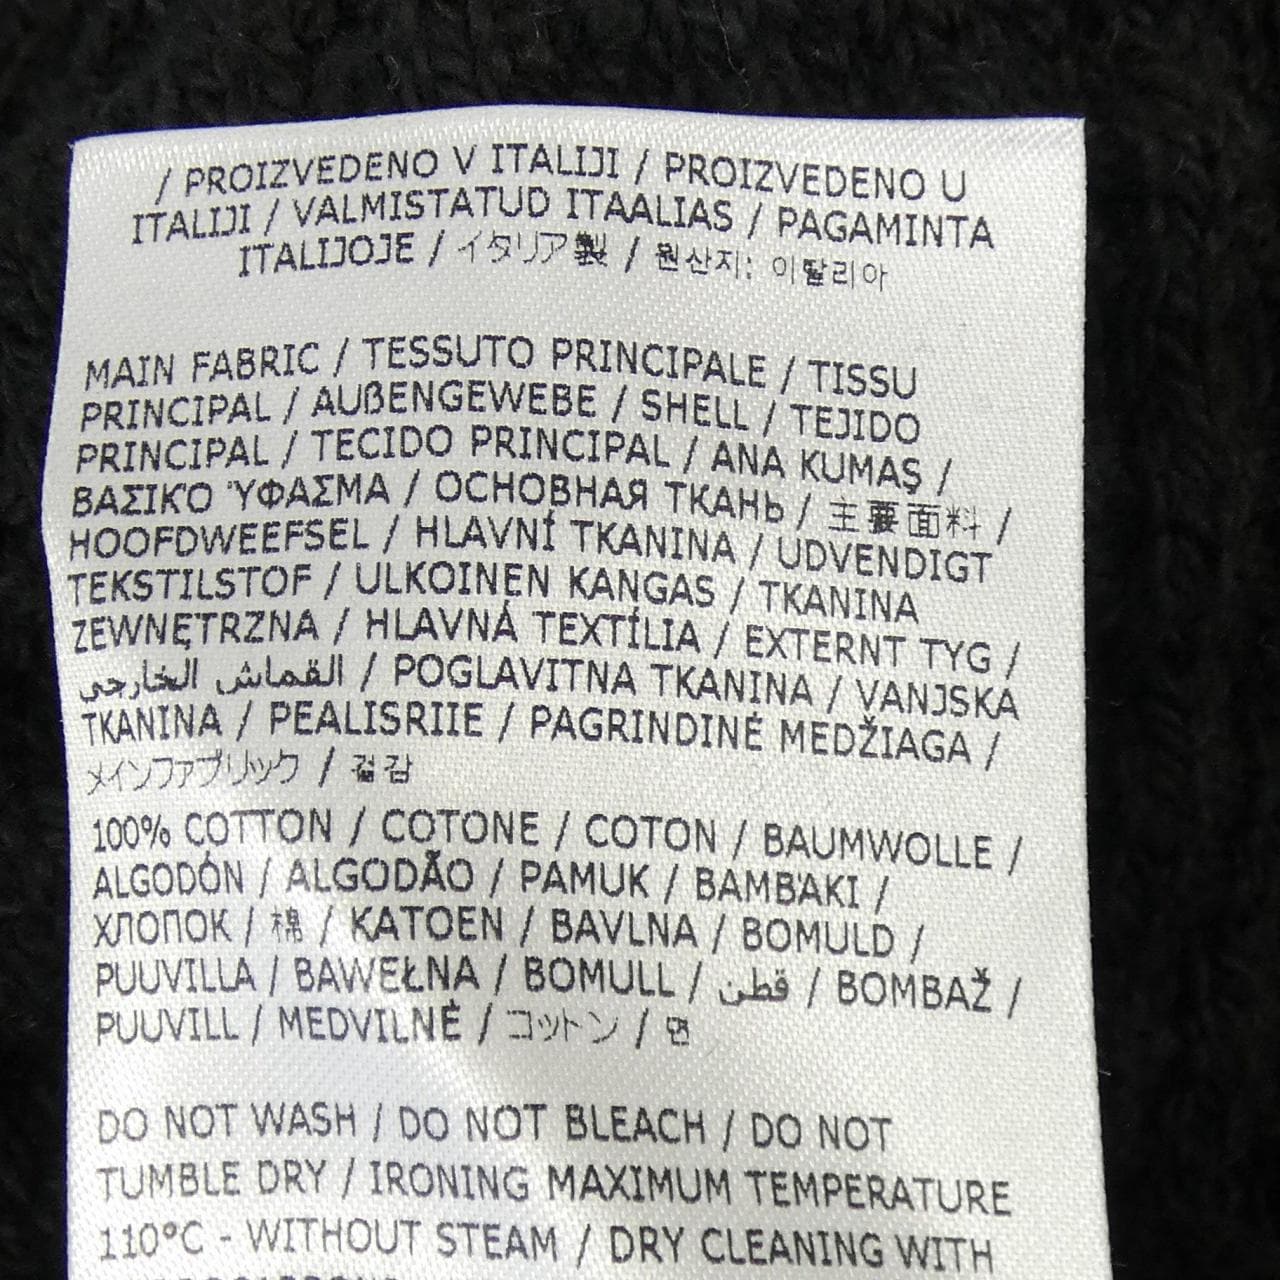 / PROIZVEDENO V ITALIJI / PROIZVEDENO U
ITALIJI / VALMISTATUD ITAALIAS / PAGAMINTA
ITALIJOJE / イタリア製 / 원산지: 이탈리아
MAIN FABRIC / TESSUTO PRINCIPALE / TISSU
PRINCIPAL / AUßENGEWEBE / SHELL / TEJIDO
PRINCIPAL / TECIDO PRINCIPAL / ANA KUMAŞ /
ΒΑΣΙΚ'Ο 'ΥΦΑΣΜΑ / ОСНОВНАЯ ТКАНЬ / 主要面料 /
HOOFDWEEFSEL / HLAVNÍ TKANINA / UDVENDIGT
TEKSTILSTOF / ULKOINEN KANGAS / TKANINA
ZEWNĘTRZNA / HLAVNÁ TEXTÍLIA / EXTERNT TYG /
القماش الخارجي / POGLAVITNA TKANINA / VANJSKA
TKANINA / PEALISRIIE / PAGRINDINĖ MEDŽIAGA /
メインファブリック / 겉감
100% COTTON / COTONE / COTON / BAUMWOLLE /
ALGODÓN / ALGODÃO / PAMUK / ΒΑΜΒ'ΑΚΙ /
ХЛОПОК / 棉 / KATOEN / BAVLNA / BOMULD /
PUUVILLA / BAWEŁNA / BOMULL / قطن / BOMBAŽ /
PUUVILL / MEDVILNĖ / コットン / 면
DO NOT WASH / DO NOT BLEACH / DO NOT
TUMBLE DRY / IRONING MAXIMUM TEMPERATURE
110°C - WITHOUT STEAM / DRY CLEANING WITH